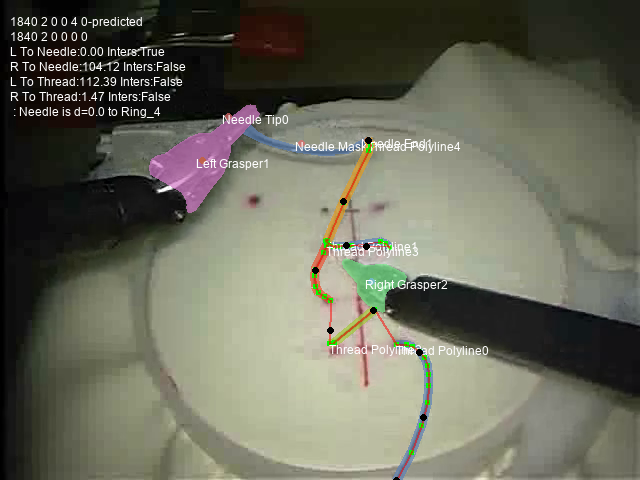 1840 2 0 0 4 0-predicted
1840 2 0 0 0 0
L To Needle:0.00 Inters:True
R To Needle:104.12 Inters:False
L To Thread:112.39 Inters:False
R To Thread:1.47 Inters:False
: Needle is d=0.0 to Ring_4
Needle Tip0
Needle Mask
Thread Polyline4
Left Grasper1
Thread Polyline3
Right Grasper2